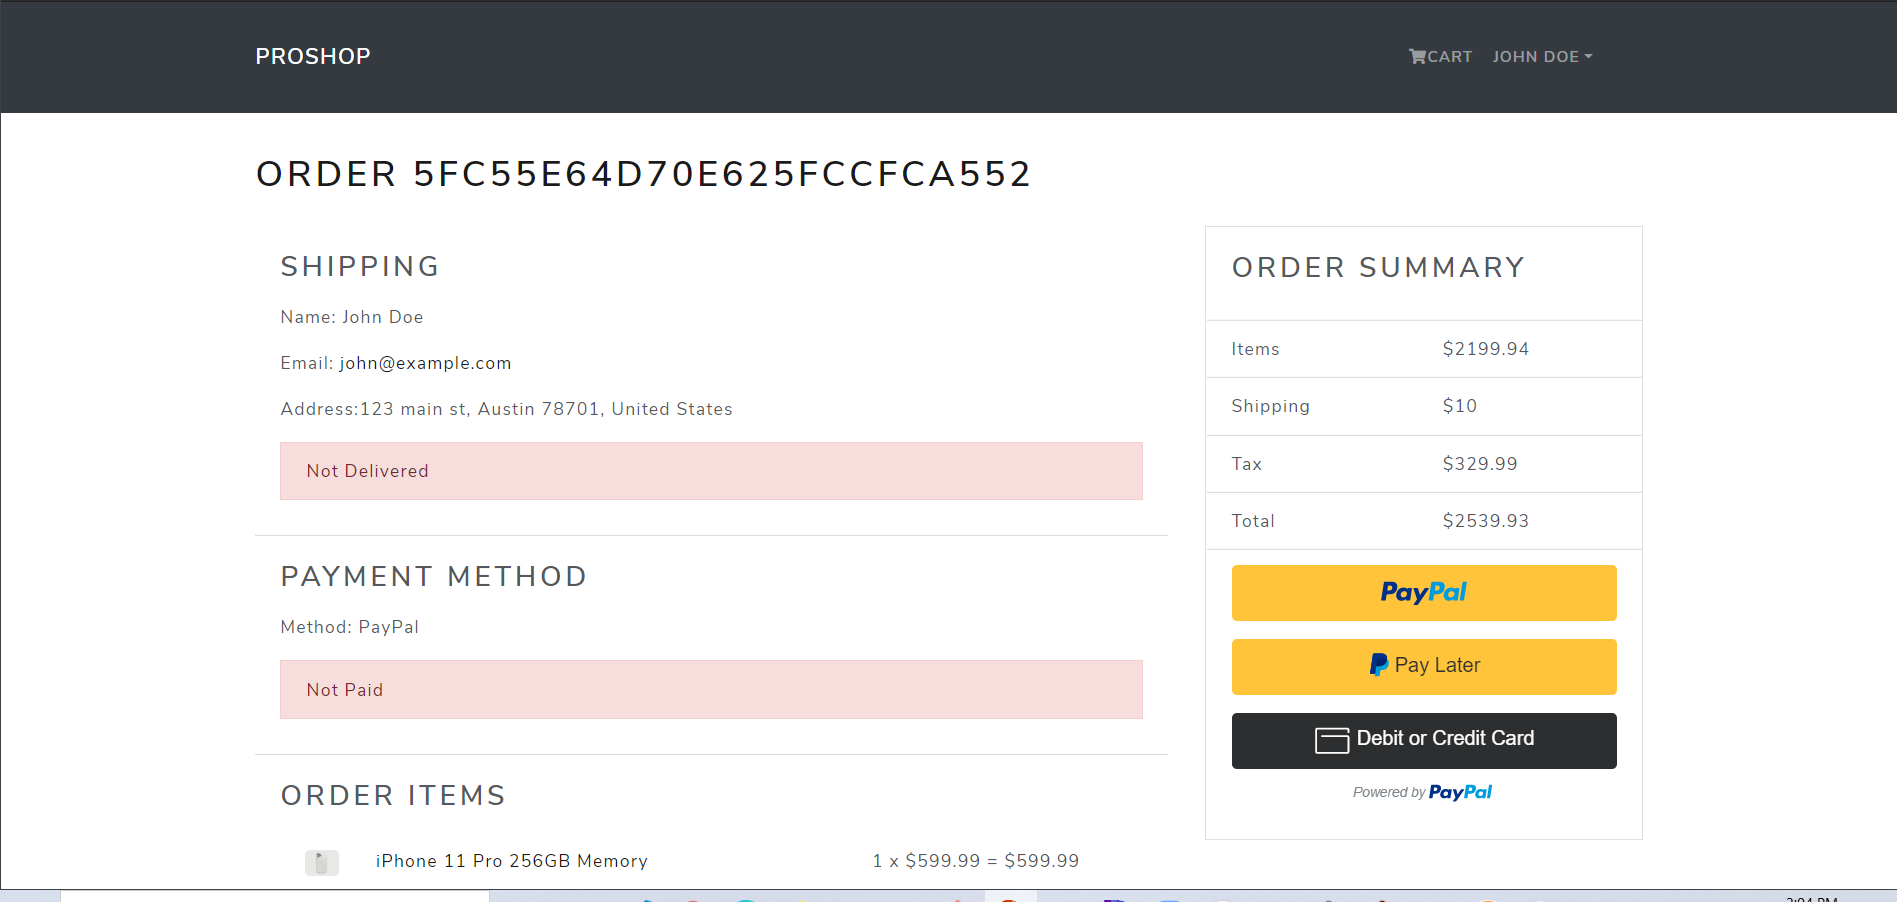 PROSHOP
CART
JOHN DOE
ORDER 5FC55E64D70E625FCCFCA552
SHIPPING
Name: John Doe
Email: john@example.com
Address:123 main st, Austin 78701, United States
Not Delivered
PAYMENT METHOD
Method: PayPal
Not Paid
ORDER ITEMS
iPhone 11 Pro 256GB Memory
1 x $599.99 = $599.99
ORDER SUMMARY
Items $2199.94
Shipping $10
Tax $329.99
Total $2539.93
PayPal
Pay Later
Debit or Credit Card
Powered by PayPal